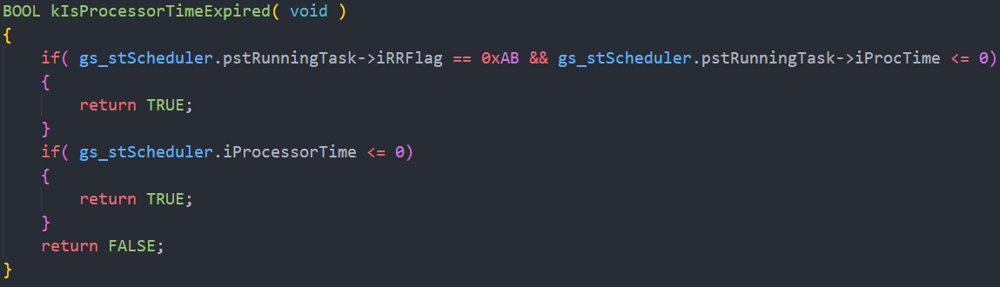 BOOL kIsProcessorTimeExpired( void )
{
    if( gs_stScheduler.pstRunningTask->iRRFlag == 0xAB && gs_stScheduler.pstRunningTask->iProcTime <= 0)
    {
        return TRUE;
    }
    if( gs_stScheduler.iProcessorTime <= 0)
    {
        return TRUE;
    }
    return FALSE;
}